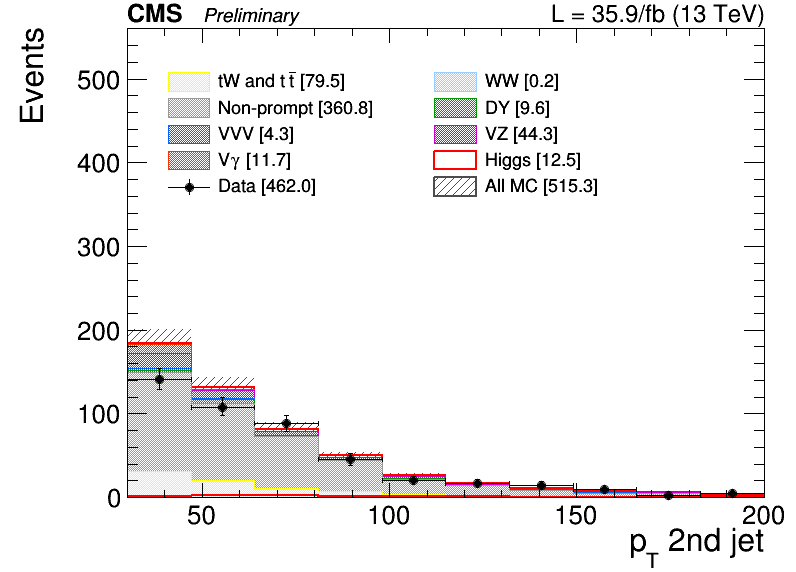 CMS Preliminary L = 35.9/fb (13 TeV)
Events
500
400
300
200
100
0
tW and tt̄ [79.5]
Non-prompt [360.8]
VVV [4.3]
Vγ [11.7]
Data [462.0]
WW [0.2]
DY [9.6]
VZ [44.3]
Higgs [12.5]
All MC [515.3]
50 100 150 200
p_T 2nd jet